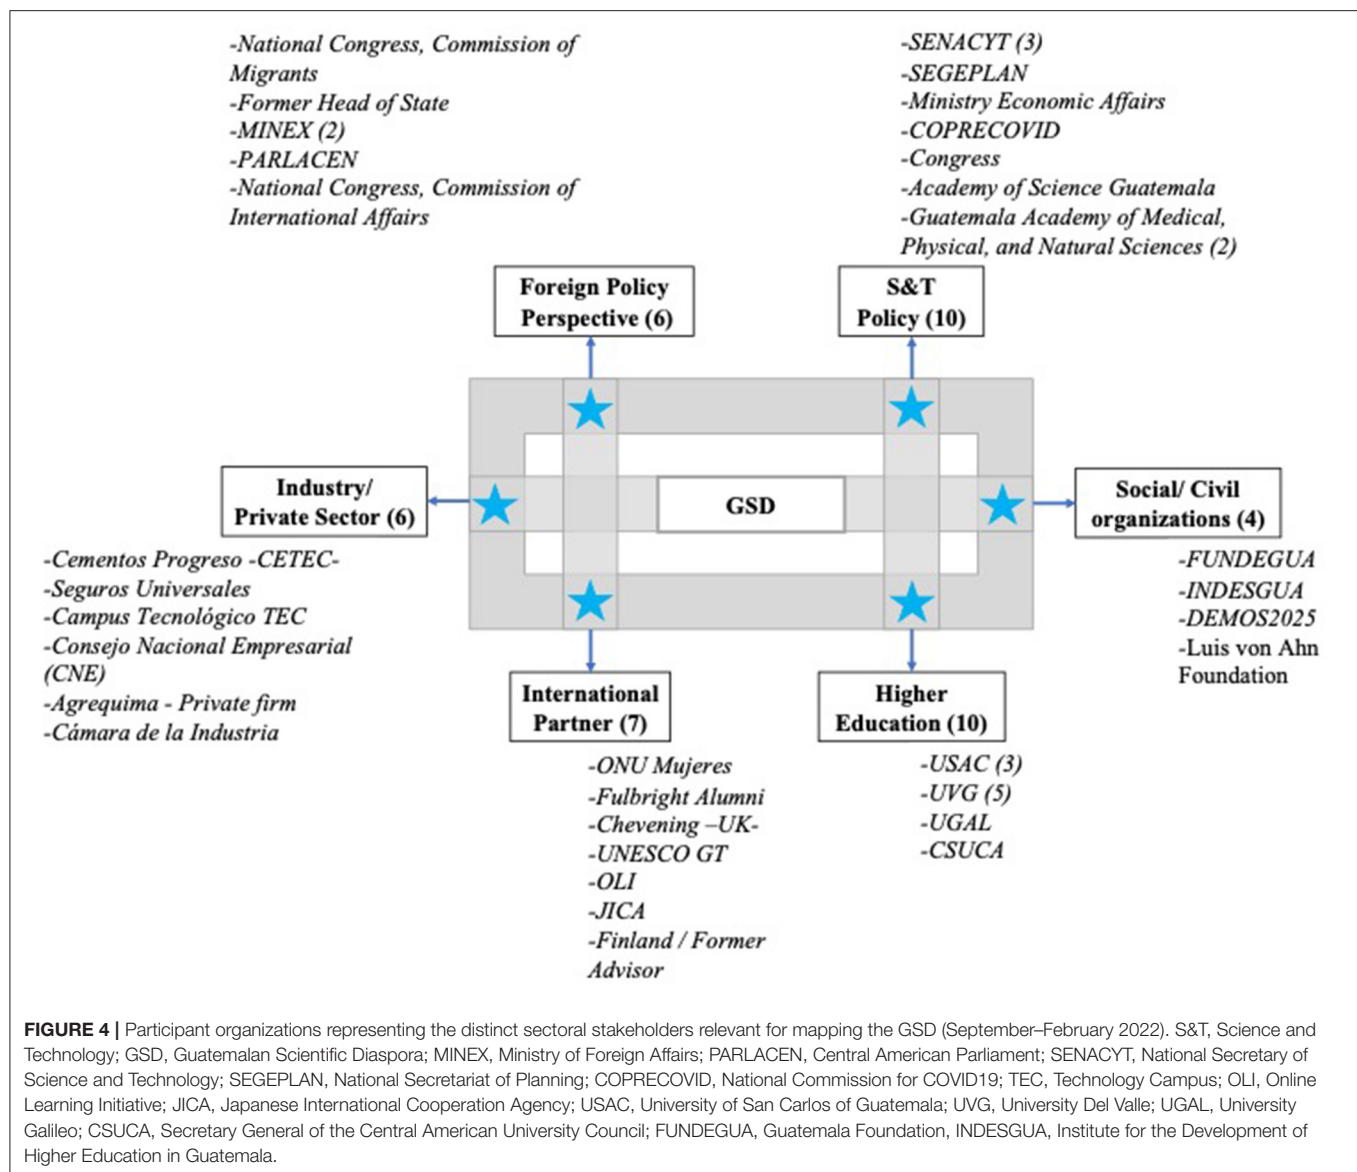 -National Congress, Commission of
Migrants
-Former Head of State
-MINEX (2)
-PARLACEN
-National Congress, Commission of
International Affairs
-SENACYT (3)
-SEGEPLAN
-Ministry Economic Affairs
-COPRECOVID
-Congress
-Academy of Science Guatemala
-Guatemala Academy of Medical,
Physical, and Natural Sciences (2)
Foreign Policy
Perspective (6)
S&T
Policy (10)
Industry/
Private Sector (6)
GSD
Social/ Civil
organizations (4)
-Cementos Progreso -CETEC-
-Seguros Universales
-Campus Tecnológico TEC
-Consejo Nacional Empresarial
(CNE)
-Agrequima - Private firm
-Cámara de la Industria
-FUNDEGUA
-INDESGUA
-DEMOS2025
-Luis von Ahn
Foundation
International
Partner (7)
Higher
Education (10)
-ONU Mujeres
-Fulbright Alumni
-Chevening –UK-
-UNESCO GT
-OLI
-JICA
-Finland / Former
Advisor
-USAC (3)
-UVG (5)
-UGAL
-CSUCA
FIGURE 4 | Participant organizations representing the distinct sectoral stakeholders relevant for mapping the GSD (September–February 2022). S&T, Science and
Technology; GSD, Guatemalan Scientific Diaspora; MINEX, Ministry of Foreign Affairs; PARLACEN, Central American Parliament; SENACYT, National Secretary of
Science and Technology; SEGEPLAN, National Secretariat of Planning; COPRECOVID, National Commission for COVID19; TEC, Technology Campus; OLI, Online
Learning Initiative; JICA, Japanese International Cooperation Agency; USAC, University of San Carlos of Guatemala; UVG, University Del Valle; UGAL, University
Galileo; CSUCA, Secretary General of the Central American University Council; FUNDEGUA, Guatemala Foundation, INDESGUA, Institute for the Development of
Higher Education in Guatemala.